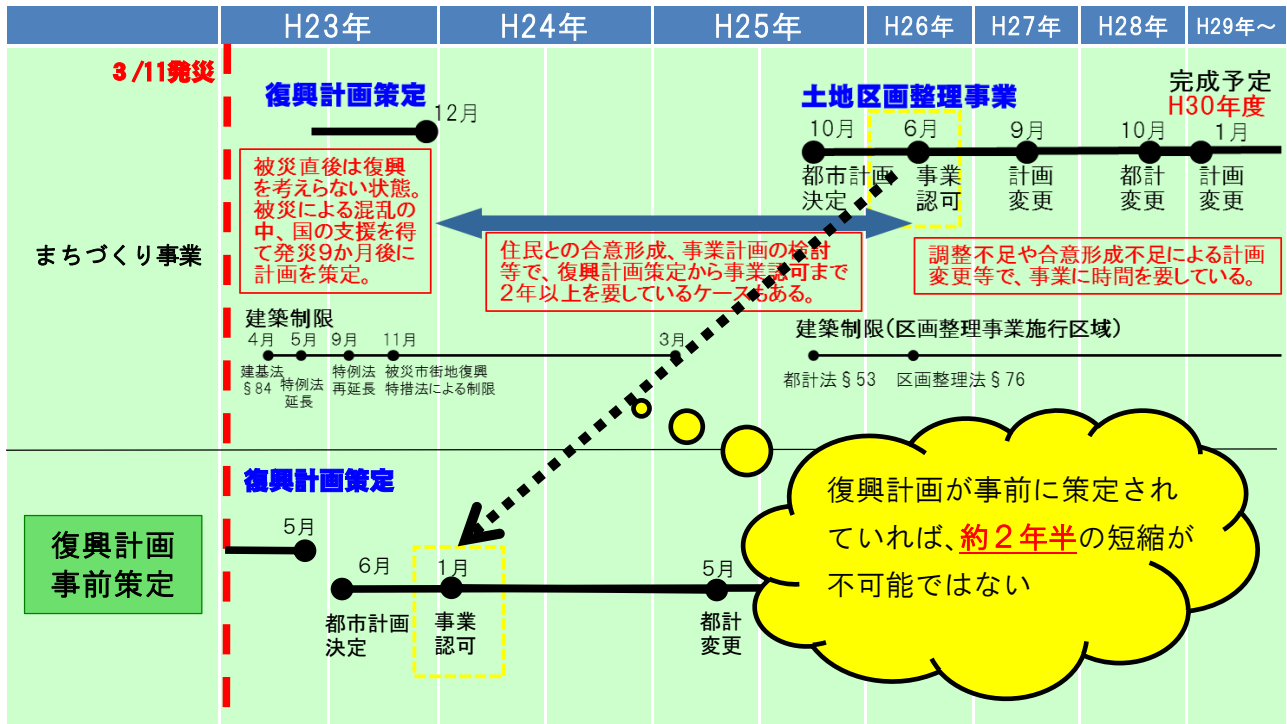 H23年
H24年
H25年
H26年
H27年
H28年
H29年～
3/11発災
まちづくり事業
復興計画策定
12月
被災直後は復興
を考えらない状態。
被災による混乱の
中、国の支援を得
て発災9か月後に
計画を策定。
住民との合意形成、事業計画の検討
等で、復興計画策定から事業認可まで
2年以上を要しているケースもある。
土地区画整理事業
完成予定
H30年度
10月
都市計画
決定
6月
事業
認可
9月
計画
変更
10月
都計
変更
1月
計画
変更
調整不足や合意形成不足による計画
変更等で、事業に時間を要している。
建築制限
4月
建基法
§84
5月
特例法
延長
9月
特例法
再延長
11月
被災市街地復興
特措法による制限
3月
建築制限(区画整理事業施行区域)
都計法§53
区画整理法§76
復興計画
事前策定
復興計画策定
5月
6月
都市計画
決定
1月
事業
認可
5月
都計
変更
復興計画が事前に策定され
ていれば、約２年半の短縮が
不可能ではない